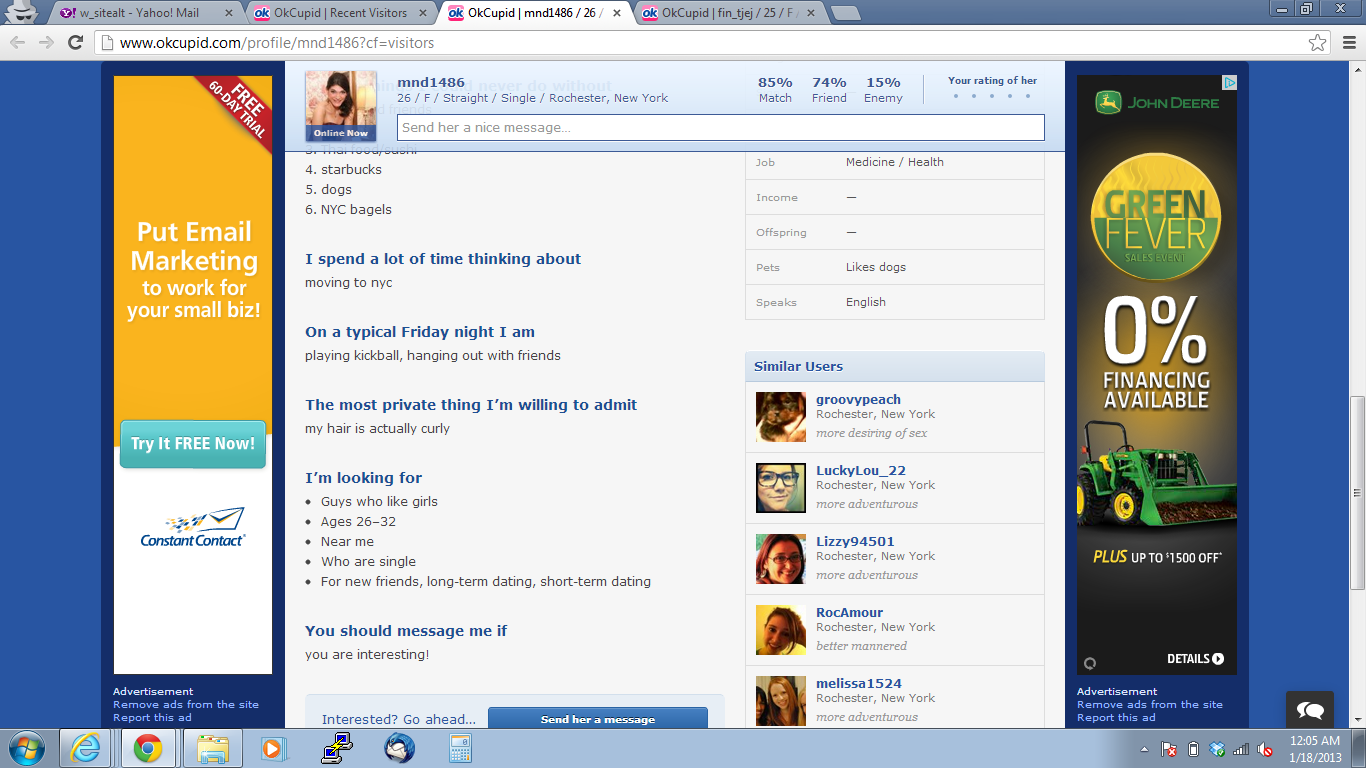 w_sitealt - Yahoo! Mail
OkCupid | Recent Visitors
OkCupid | mnd1486 / 26 /
OkCupid | fin_tjej / 25 / F /
www.okcupid.com/profile/mnd1486?cf=visitors
FREE
60-DAY TRIAL
Put Email
Marketing
to work for
your small biz!
Try It FREE Now!
Constant Contact
Advertisement
Remove ads from the site
Report this ad
Online Now
mnd1486
26 / F / Straight / Single / Rochester, New York
85% Match
74% Friend
15% Enemy
Your rating of her
Send her a nice message...
never do without
friends
3. Thai food/sushi
4. starbucks
5. dogs
6. NYC bagels
I spend a lot of time thinking about
moving to nyc
On a typical Friday night I am
playing kickball, hanging out with friends
The most private thing I'm willing to admit
my hair is actually curly
I'm looking for
• Guys who like girls
• Ages 26–32
• Near me
• Who are single
• For new friends, long-term dating, short-term dating
You should message me if
you are interesting!
Interested? Go ahead...
Send her a message
Job Medicine / Health
Income —
Offspring —
Pets Likes dogs
Speaks English
Similar Users
groovypeach
Rochester, New York
more desiring of sex
LuckyLou_22
Rochester, New York
more adventurous
Lizzy94501
Rochester, New York
more adventurous
RocAmour
Rochester, New York
better mannered
melissa1524
Rochester, New York
more adventurous
JOHN DEERE
GREEN
FEVER
SALES EVENT
0%
FINANCING
AVAILABLE
PLUS UP TO $1500 OFF*
DETAILS
Advertisement
Remove ads from the site
Report this ad
12:05 AM
1/18/2013